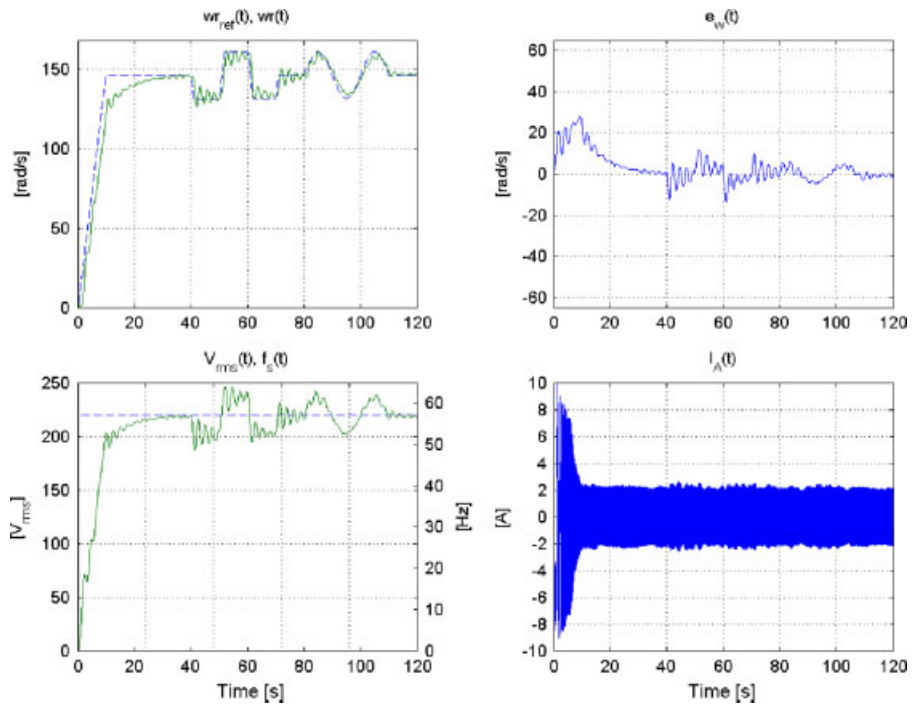 wr_ref(t), wr(t)
150
100
50
0
[rad/s]
0 20 40 60 80 100 120
e_w(t)
60
40
20
0
-20
-40
-60
[rad/s]
0 20 40 60 80 100 120
V_rms(t), f_s(t)
250
200
150
100
50
0
[V_rms]
60
50
40
30
20
10
0
[Hz]
0 20 40 60 80 100 120
Time [s]
I_A(t)
10
8
6
4
2
0
-2
-4
-6
-8
-10
[A]
0 20 40 60 80 100 120
Time [s]